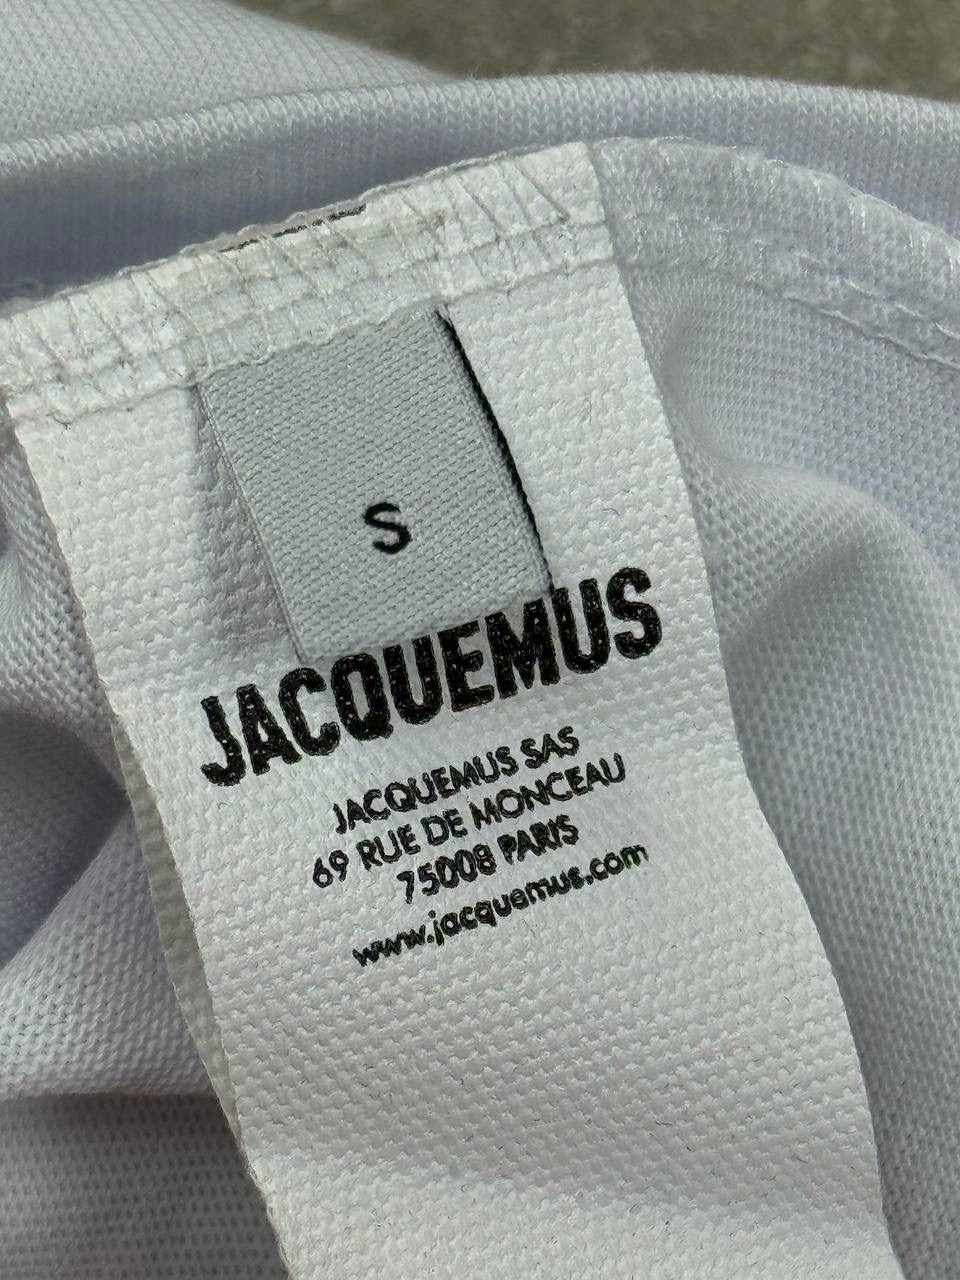 S
JACQUEMUS
JACQUEMUS SAS
69 RUE DE MONCEAU
75008 PARIS
www.jacquemus.com